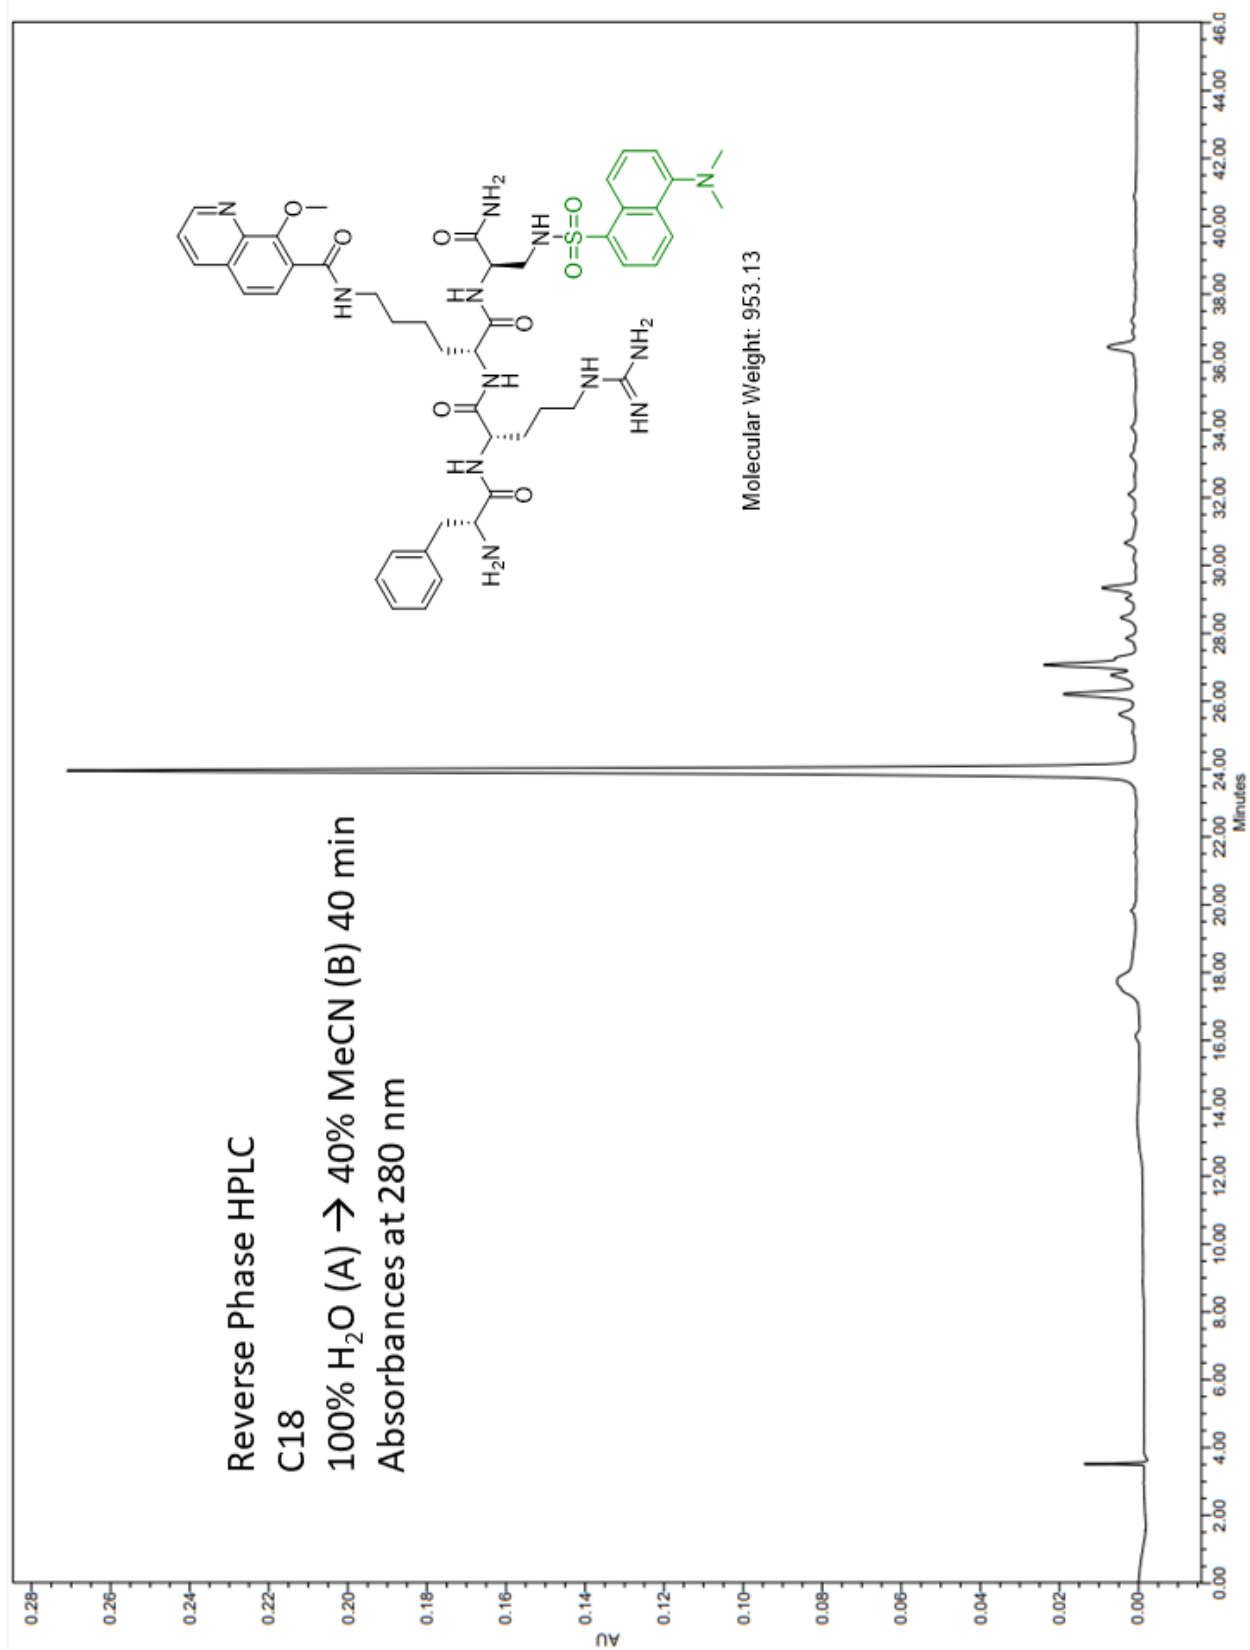 Reverse Phase HPLC
C18
100% H₂O (A) → 40% MeCN (B) 40 min
Absorbances at 280 nm
N
O
O
HN
O
NH₂
H
N
O
NH
O=S=O
N
O
N
H
H
N
O
H₂N
NH
HN
NH₂
Molecular Weight: 953.13
AU
0.28
0.26
0.24
0.22
0.20
0.18
0.16
0.14
0.12
0.10
0.08
0.06
0.04
0.02
0.00
0.00 2.00 4.00 6.00 8.00 10.00 12.00 14.00 16.00 18.00 20.00 22.00 24.00 26.00 28.00 30.00 32.00 34.00 36.00 38.00 40.00 42.00 44.00 46.0
Minutes